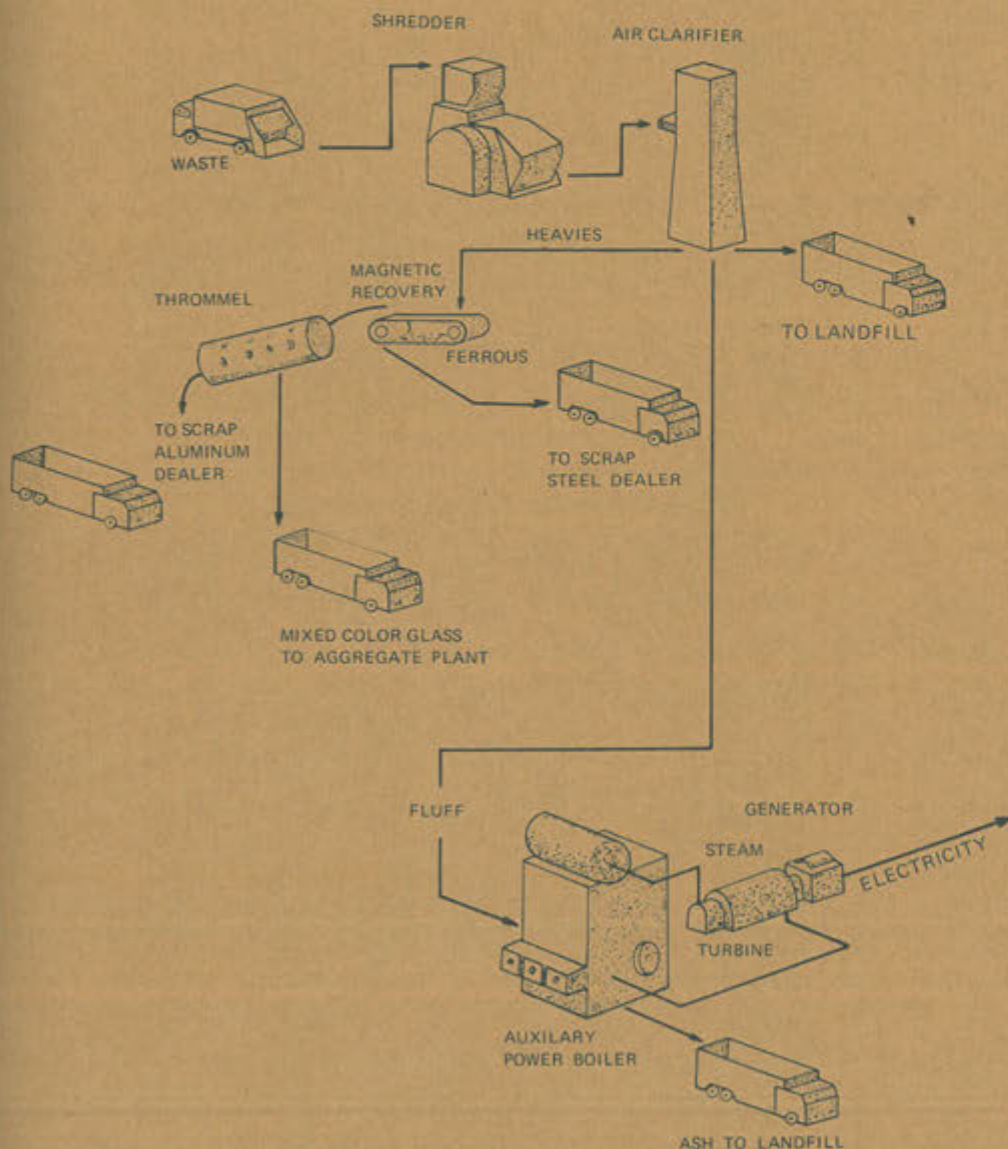 SHREDDER
AIR CLARIFIER
WASTE
HEAVIES
MAGNETIC
RECOVERY
THROMMEL
FERROUS
TO LANDFILL
TO SCRAP
ALUMINUM
DEALER
TO SCRAP
STEEL DEALER
MIXED COLOR GLASS
TO AGGREGATE PLANT
FLUFF
GENERATOR
STEAM
ELECTRICITY
TURBINE
AUXILARY
POWER BOILER
ASH TO LANDFILL